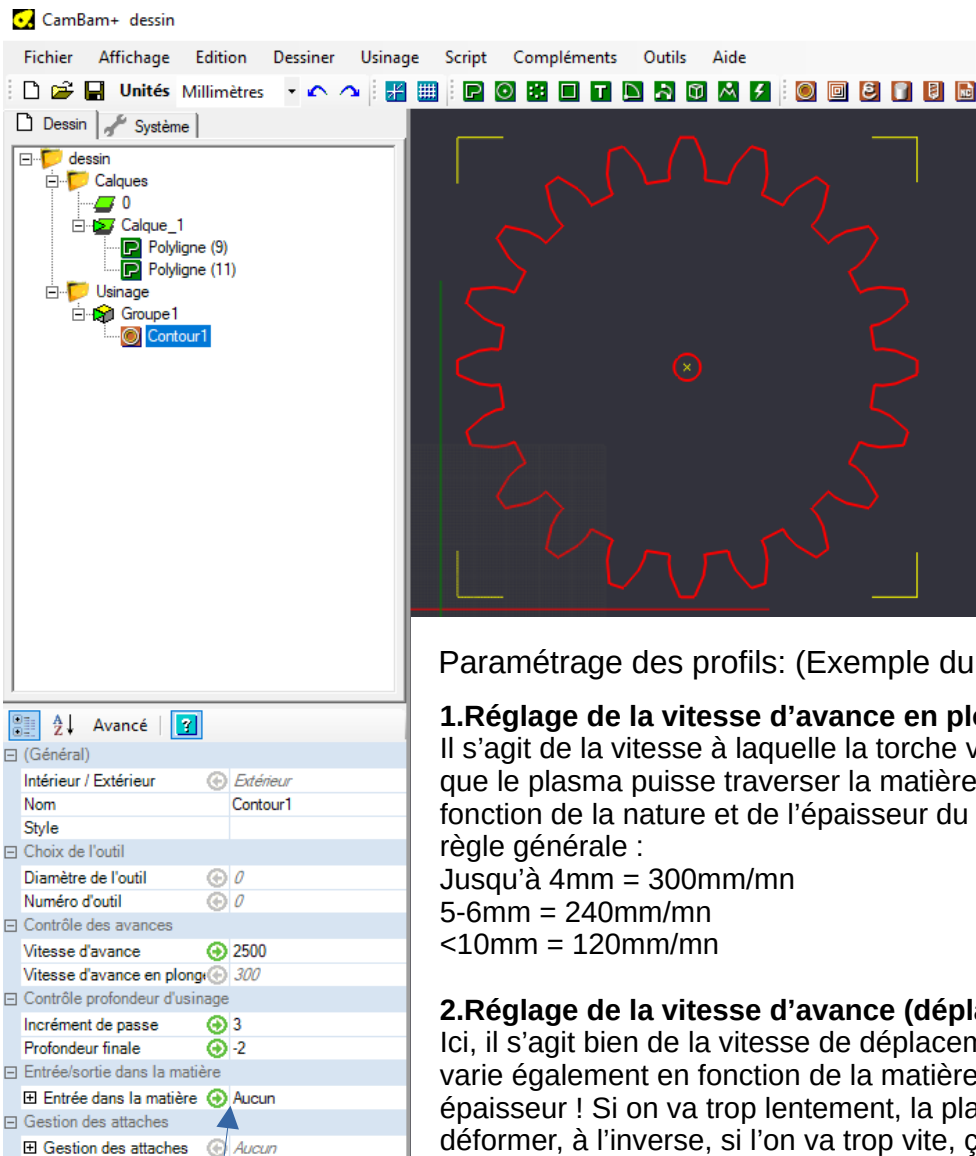 CamBam+ dessin
Fichier Affichage Edition Dessiner Usinage Script Compléments Outils Aide
Unités Millimètres
Dessin Système
dessin
Calques
0
Calque_1
Polyligne (9)
Polyligne (11)
Usinage
Groupe1
Contour1
Avancé
(Général)
Intérieur / Extérieur Extérieur
Nom Contour1
Style
Choix de l'outil
Diamètre de l'outil 0
Numéro d'outil 0
Contrôle des avances
Vitesse d'avance 2500
Vitesse d'avance en plong 300
Contrôle profondeur d'usinage
Incrément de passe 3
Profondeur finale -2
Entrée/sortie dans la matière
Entrée dans la matière Aucun
Gestion des attaches
Gestion des attaches Aucun
Paramétrage des profils: (Exemple du
1.Réglage de la vitesse d’avance en pl
Il s’agit de la vitesse à laquelle la torche
que le plasma puisse traverser la matière
fonction de la nature et de l’épaisseur du
règle générale :
Jusqu’à 4mm = 300mm/mn
5-6mm = 240mm/mn
<10mm = 120mm/mn
2.Réglage de la vitesse d’avance (dépl
Ici, il s’agit bien de la vitesse de déplacem
varie également en fonction de la matière
épaisseur ! Si on va trop lentement, la pla
déformer, à l’inverse, si l’on va trop vite, ç